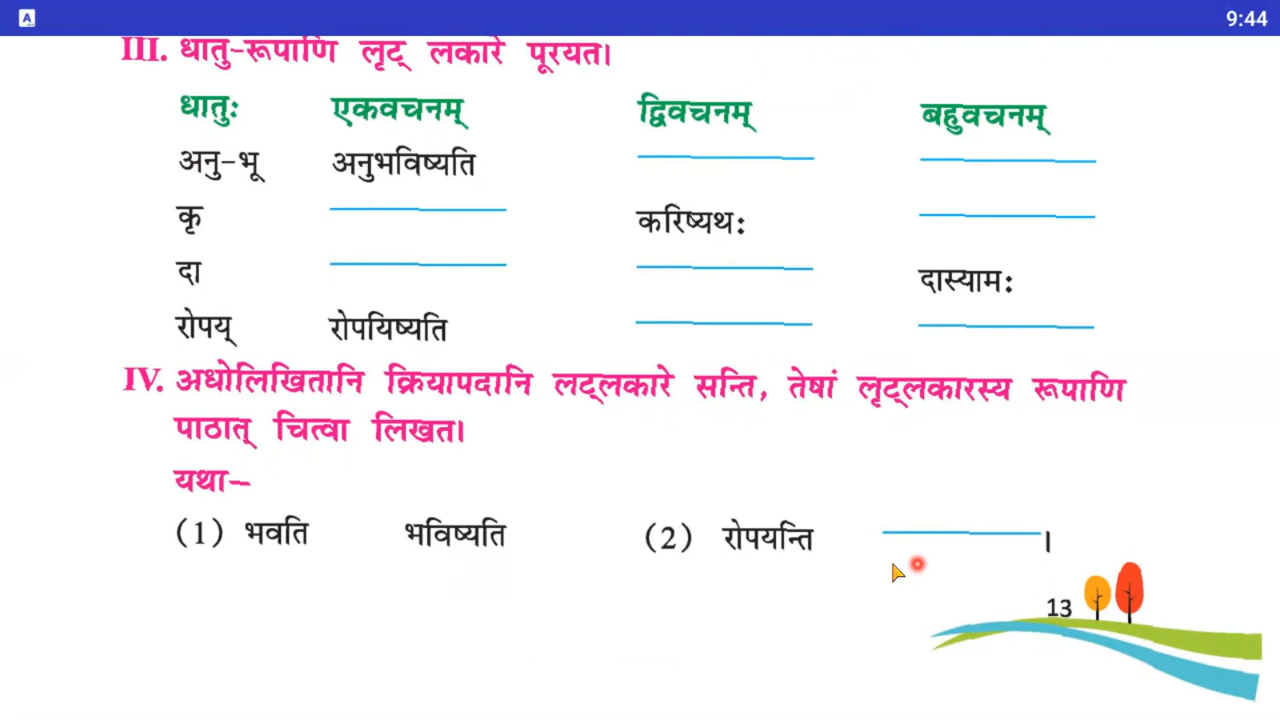 9:44
III. धातु-रूपाणि लृट् लकारे पूरयत।
धातुः एकवचनम् द्विवचनम् बहुवचनम्
अनु-भू अनुभविष्यति
कृ करिष्यथः
दा दास्यामः
रोपय् रोपयिष्यति
IV. अधोलिखितानि क्रियापदानि लट्लकारे सन्ति, तेषां लृट्लकारस्य रूपाणि
पाठात् चित्वा लिखत।
यथा–
(1) भवति भविष्यति (2) रोपयन्ति ।
13